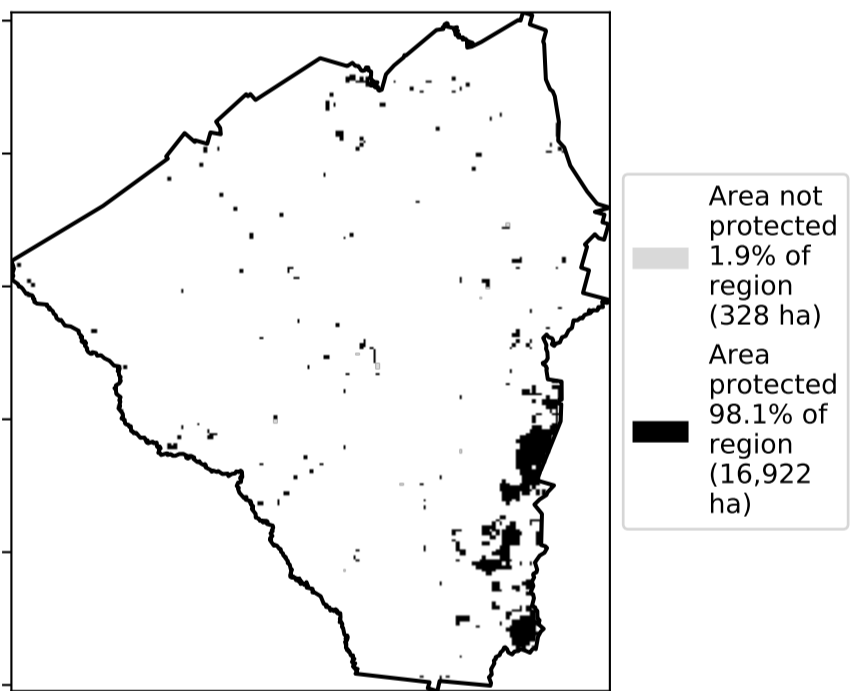 Area not
protected
1.9% of
region
(328 ha)
Area
protected
98.1% of
region
(16,922
ha)